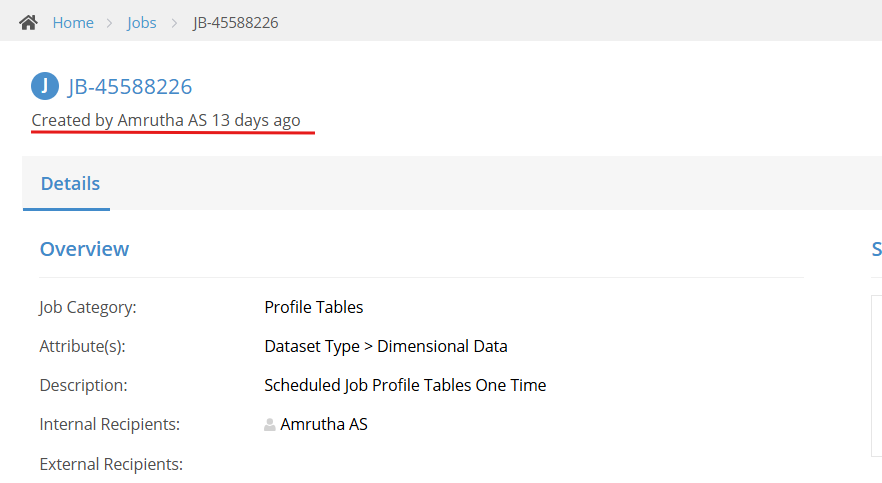 Home > Jobs > JB-45588226
J JB-45588226
Created by Amrutha AS 13 days ago
Details
Overview
S
Job Category: Profile Tables
Attribute(s): Dataset Type > Dimensional Data
Description: Scheduled Job Profile Tables One Time
Internal Recipients: Amrutha AS
External Recipients: